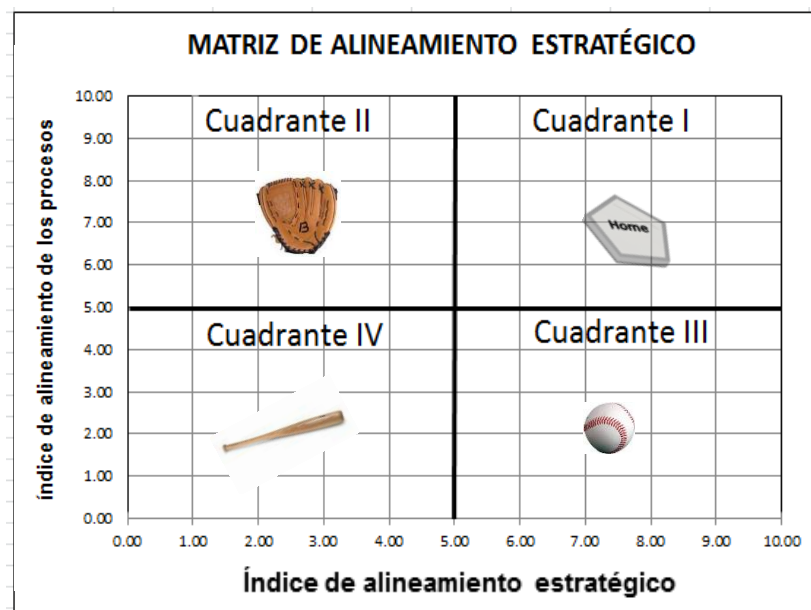 MATRIZ DE ALINEAMIENTO ESTRATÉGICO
índice de alineamiento de los procesos
10.00
9.00
8.00
7.00
6.00
5.00
4.00
3.00
2.00
1.00
0.00
Cuadrante II
Cuadrante I
B
Home
Cuadrante IV
Cuadrante III
0.00 1.00 2.00 3.00 4.00 5.00 6.00 7.00 8.00 9.00 10.00
Índice de alineamiento estratégico